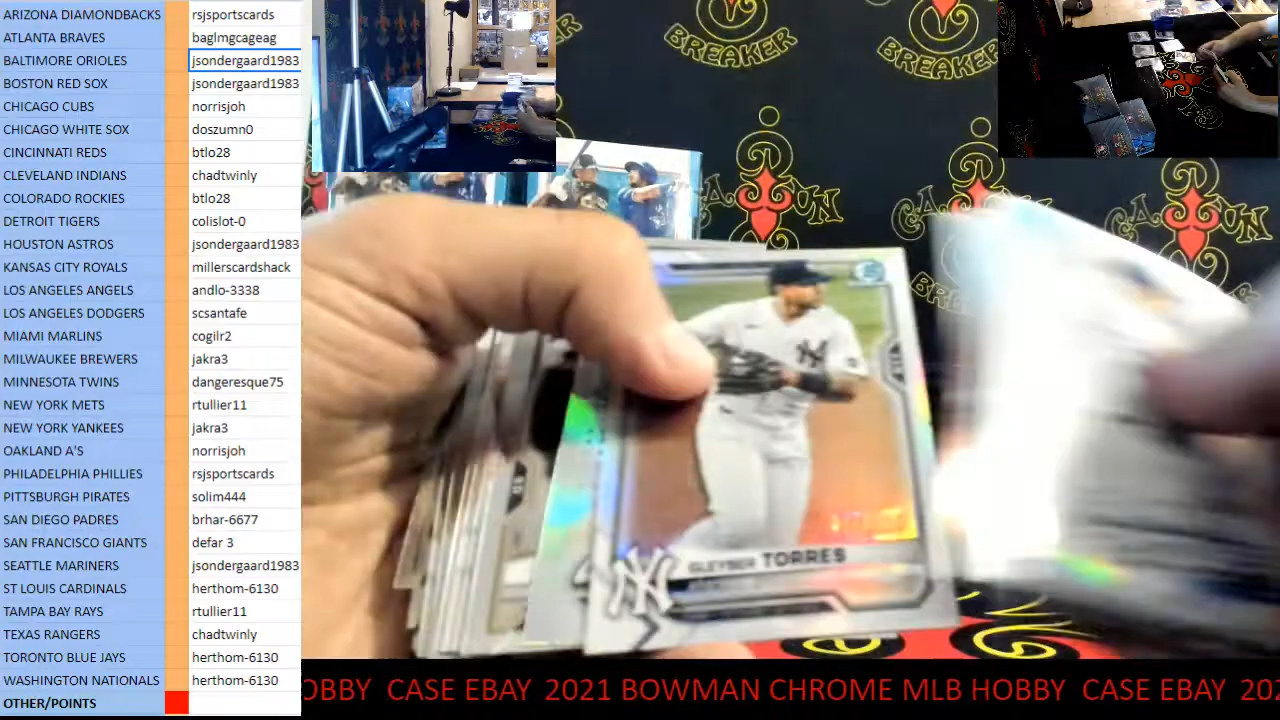 ARIZONA DIAMONDBACKS rsjsportscards
ATLANTA BRAVES baglmgcageag
BALTIMORE ORIOLES jsondergaard1983
BOSTON RED SOX jsondergaard1983
CHICAGO CUBS norrisjoh
CHICAGO WHITE SOX doszumn0
CINCINNATI REDS btlo28
CLEVELAND INDIANS chadtwinly
COLORADO ROCKIES btlo28
DETROIT TIGERS colislot-0
HOUSTON ASTROS jsondergaard1983
KANSAS CITY ROYALS millerscardshack
LOS ANGELES ANGELS andlo-3338
LOS ANGELES DODGERS scsantafe
MIAMI MARLINS cogilr2
MILWAUKEE BREWERS jakra3
MINNESOTA TWINS dangeresque75
NEW YORK METS rtullier11
NEW YORK YANKEES jakra3
OAKLAND A'S norrisjoh
PHILADELPHIA PHILLIES rsjsportscards
PITTSBURGH PIRATES solim444
SAN DIEGO PADRES brhar-6677
SAN FRANCISCO GIANTS defar 3
SEATTLE MARINERS jsondergaard1983
ST LOUIS CARDINALS herthom-6130
TAMPA BAY RAYS rtullier11
TEXAS RANGERS chadtwinly
TORONTO BLUE JAYS herthom-6130
WASHINGTON NATIONALS herthom-6130
OTHER/POINTS
BREAKER
BREAKER
CAJUN
NY
GLEYBER TORRES
NY
OBBY CASE EBAY 2021 BOWMAN CHROME MLB HOBBY CASE EBAY 202